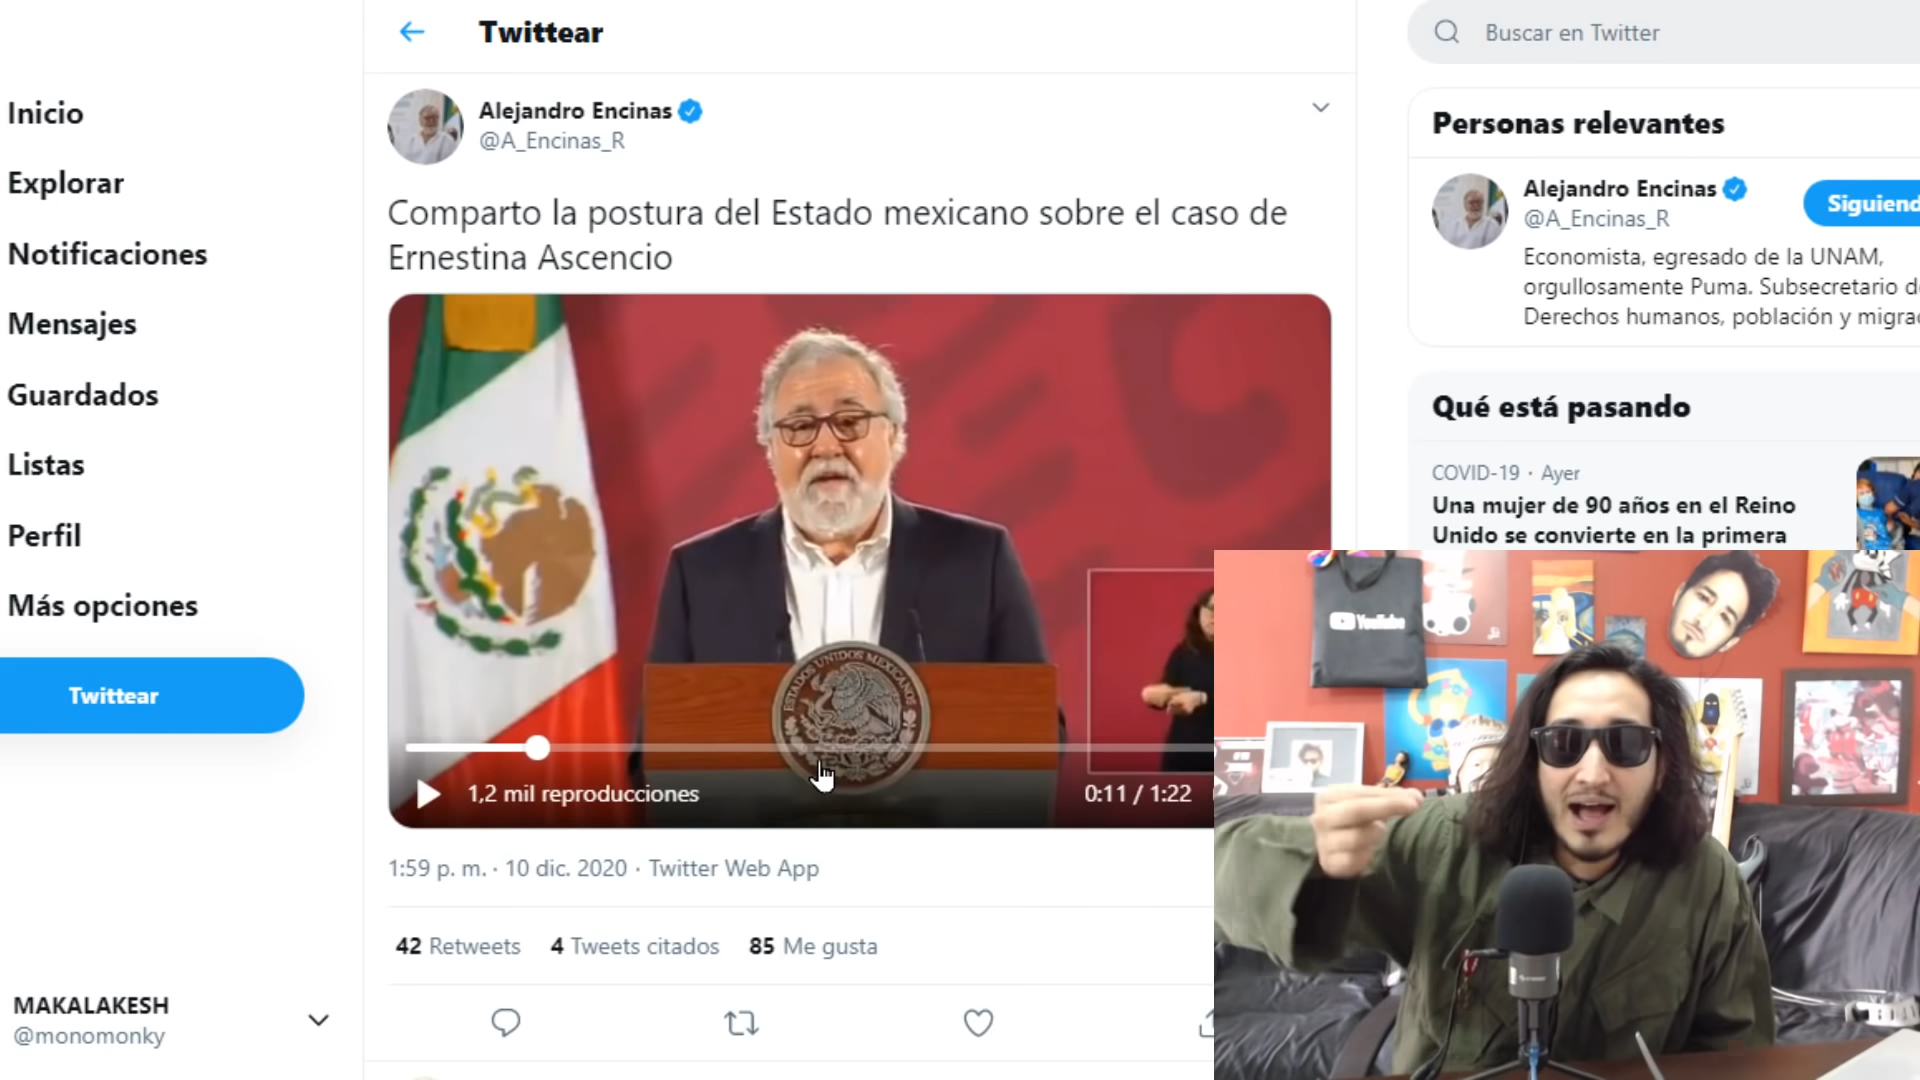 Twittear
Buscar en Twitter
Inicio
Explorar
Notificaciones
Mensajes
Guardados
Listas
Perfil
Más opciones
Twittear
MAKALAKESH
@monomonky
Alejandro Encinas
@A_Encinas_R
Comparto la postura del Estado mexicano sobre el caso de
Ernestina Ascencio
ESTADOS UNIDOS MEXICANOS
1,2 mil reproducciones
0:11 / 1:22
1:59 p. m. · 10 dic. 2020 · Twitter Web App
42 Retweets 4 Tweets citados 85 Me gusta
Personas relevantes
Alejandro Encinas
@A_Encinas_R
Siguiend
Economista, egresado de la UNAM,
orgullosamente Puma. Subsecretario d
Derechos humanos, población y migra
Qué está pasando
COVID-19 · Ayer
Una mujer de 90 años en el Reino
Unido se convierte en la primera
YouTube